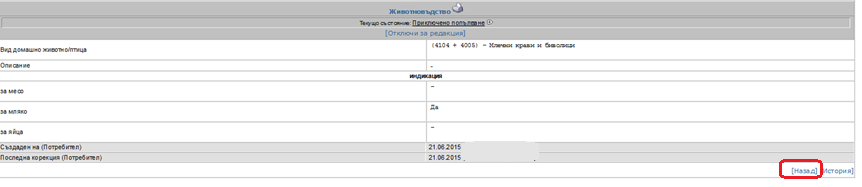 Животновъдство
Текущо състояние: Приключено попълване
[Отключи за редакция]
Вид домашно животно/птица (4104 + 4005) - Млечни крави и биволици
Описание -
индикация
за месо -
за мляко Да
за яйца -
Създаден на (Потребител) 21.06.2015
Последна корекция (Потребител) 21.06.2015
[Назад] [История]